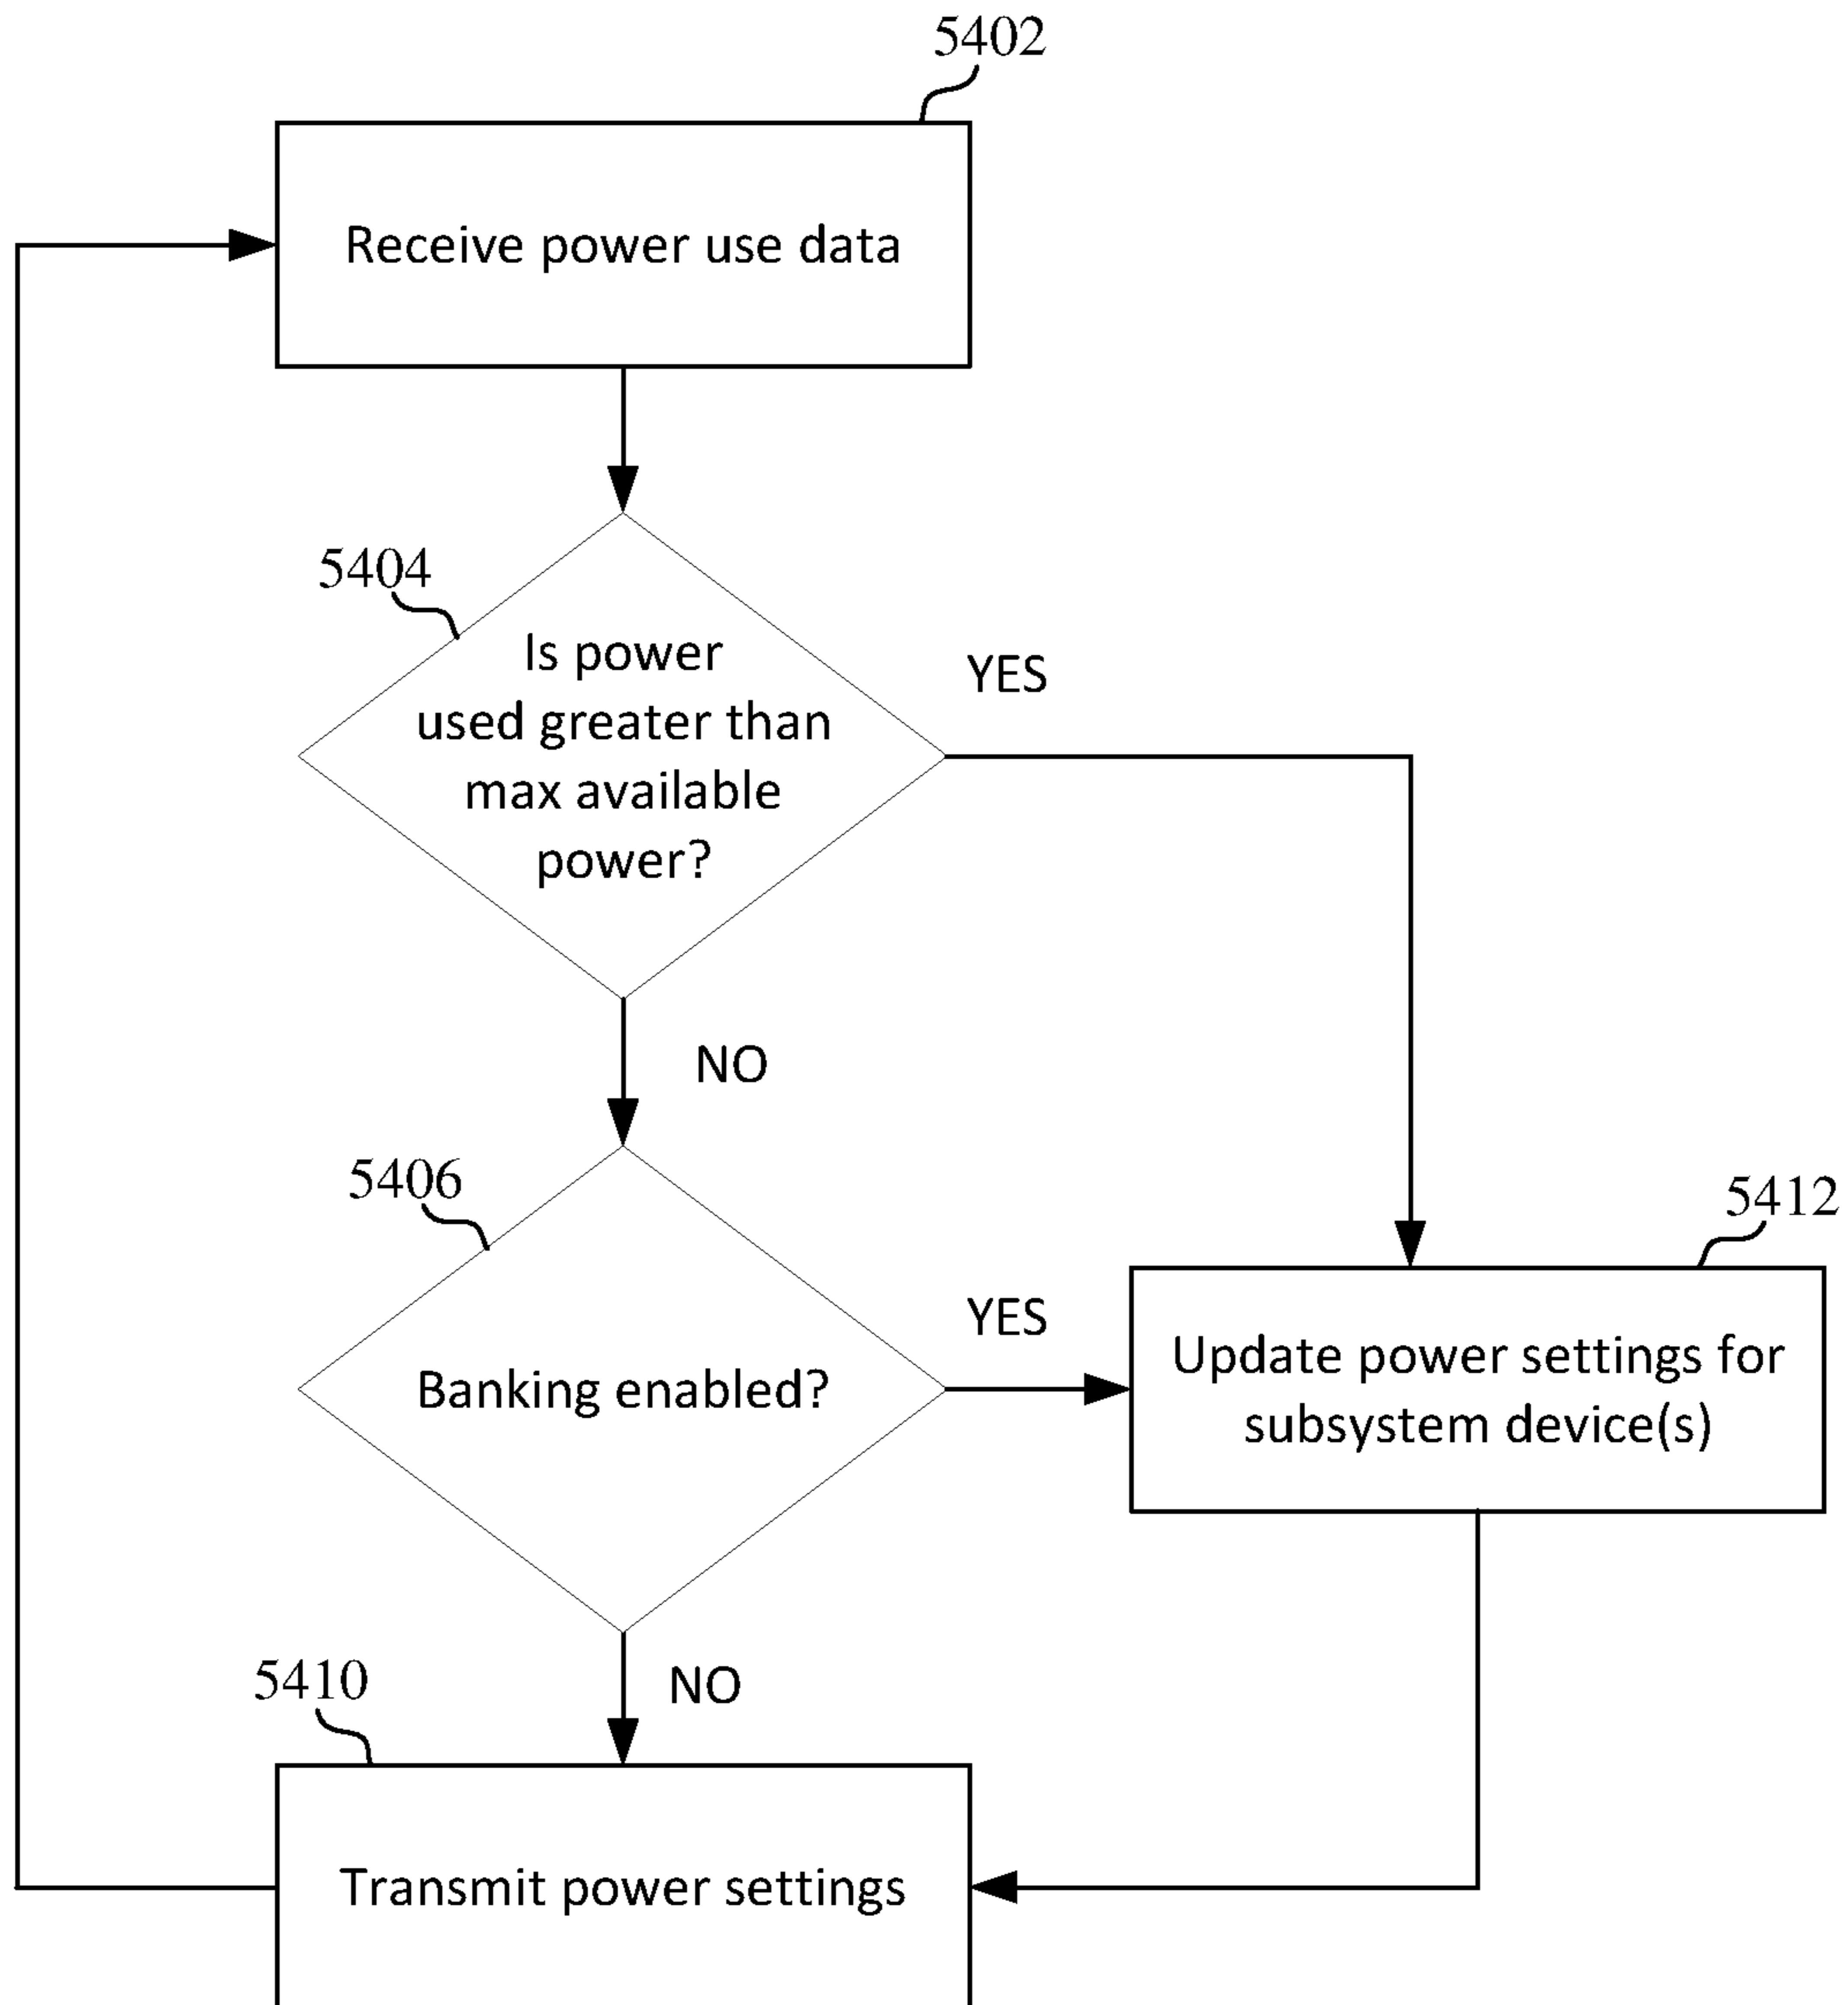 5402
Receive power use data
5404
Is power
used greater than
max available
power?
YES
NO
5406
Banking enabled?
YES
5412
Update power settings for
subsystem device(s)
NO
5410
Transmit power settings